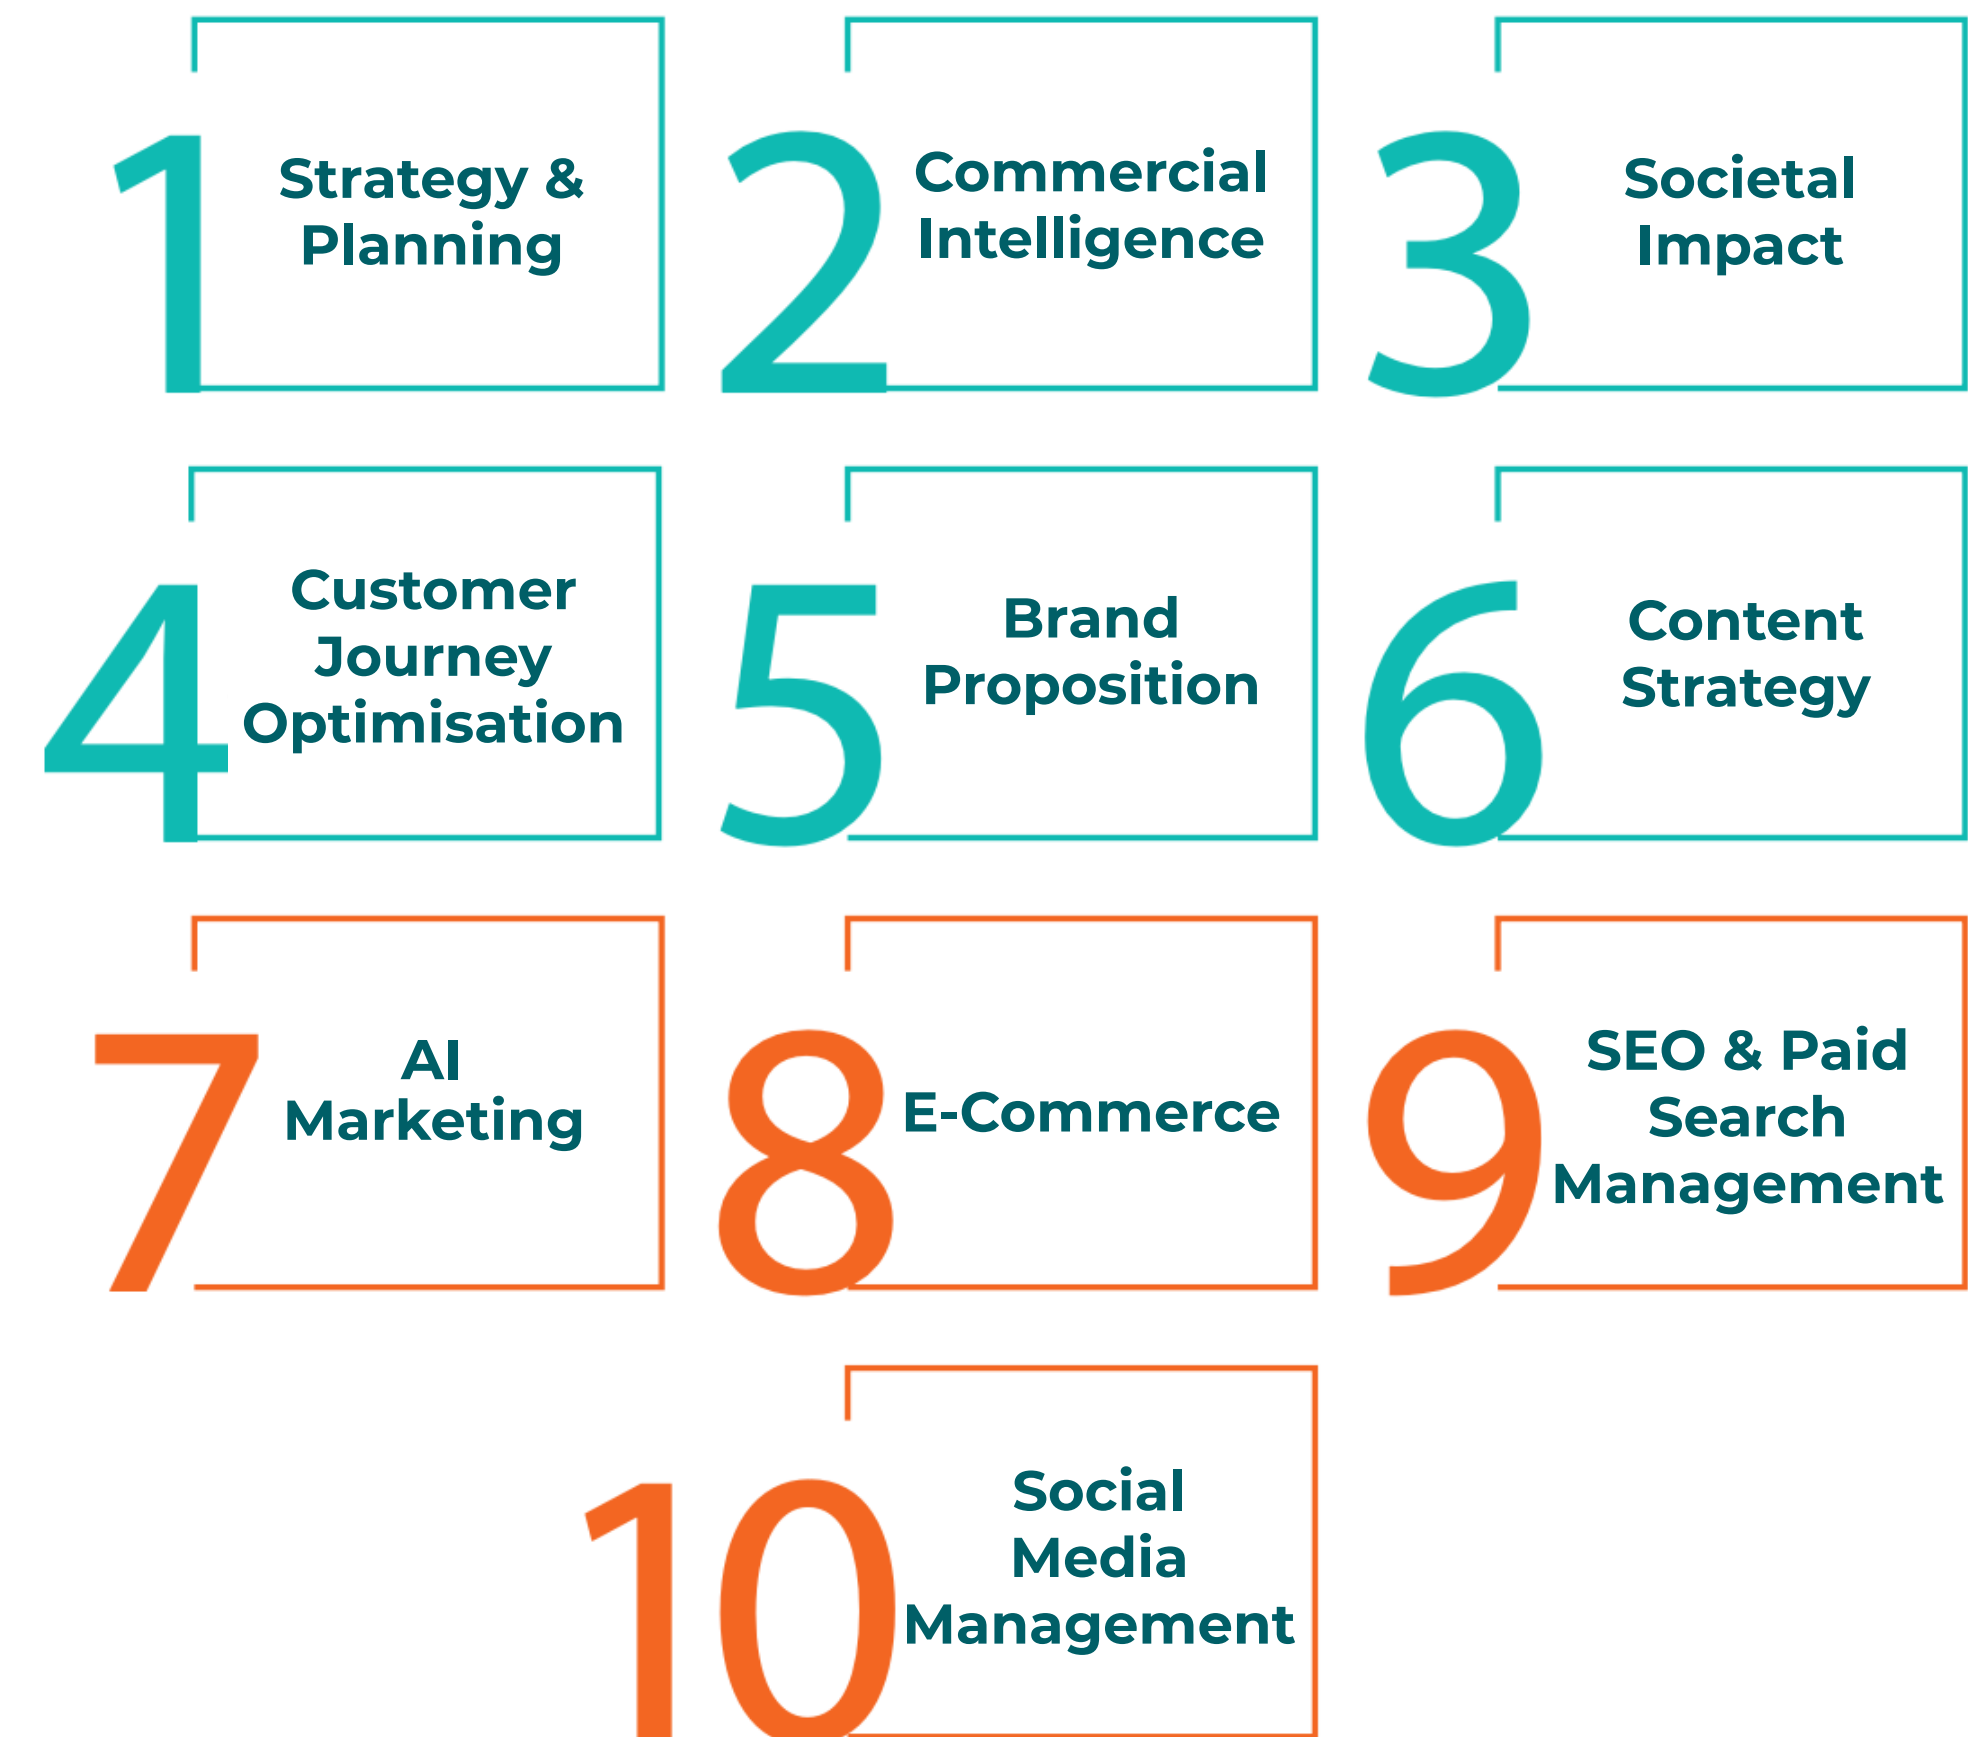 1
Strategy &
Planning
2
Commercial
Intelligence
3
Societal
Impact
4
Customer
Journey
Optimisation
5
Brand
Proposition
6
Content
Strategy
7
AI
Marketing
8
E-Commerce
9
SEO & Paid
Search
Management
10
Social
Media
Management